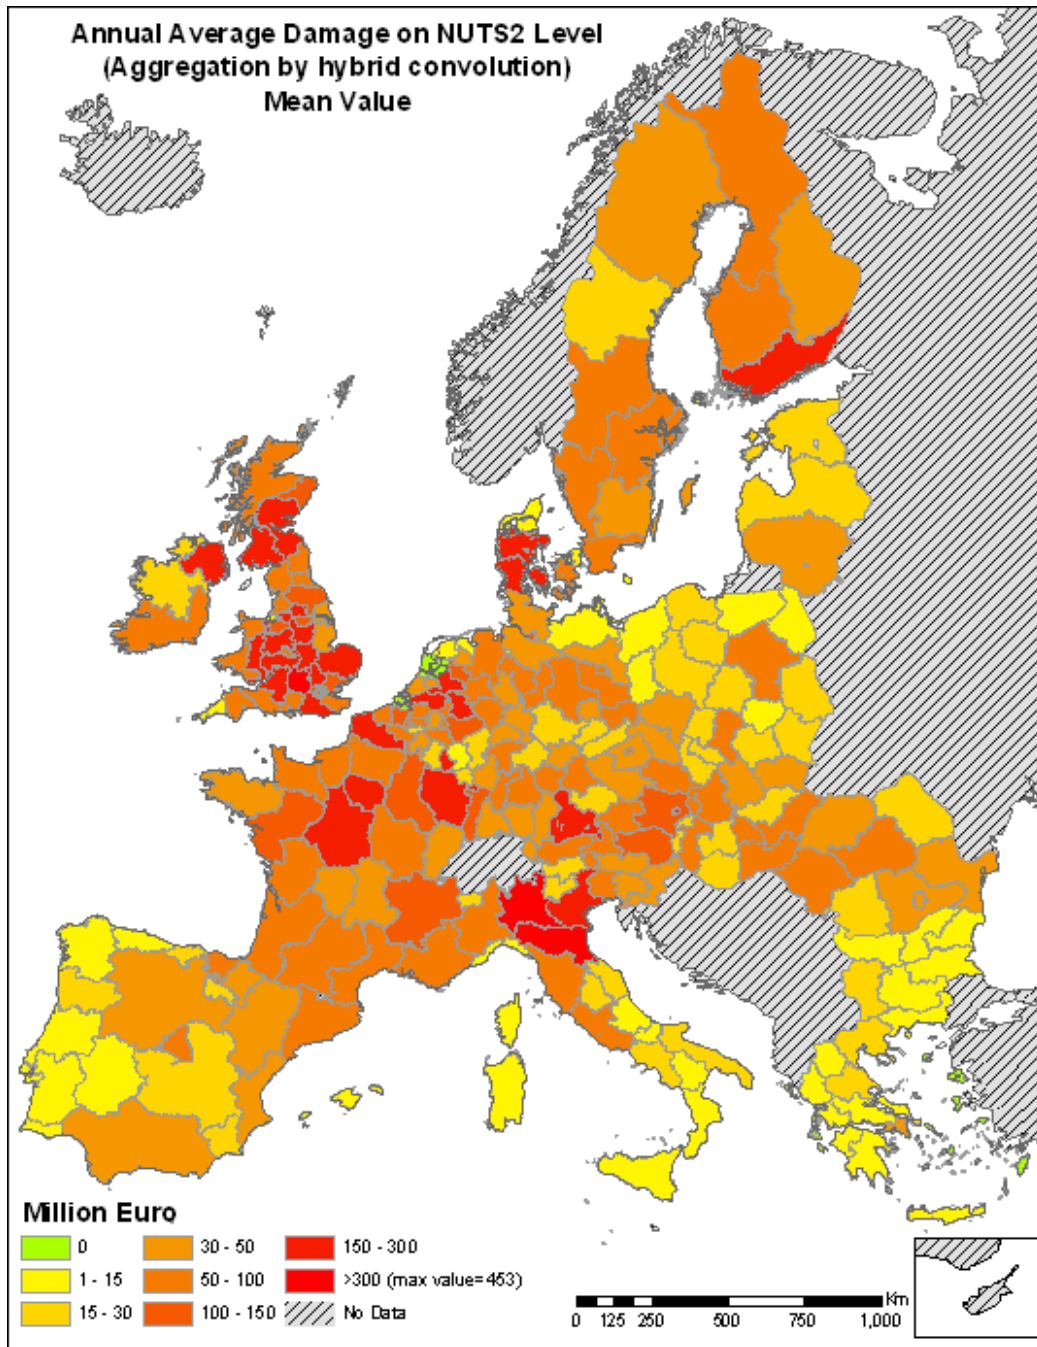 Annual Average Damage on NUTS2 Level
(Aggregation by hybrid convolution)
Mean Value
Million Euro
0
1 - 15
15 - 30
30 - 50
50 - 100
100 - 150
150 - 300
>300 (max value= 453)
No Data
Km
0 125 250 500 750 1,000